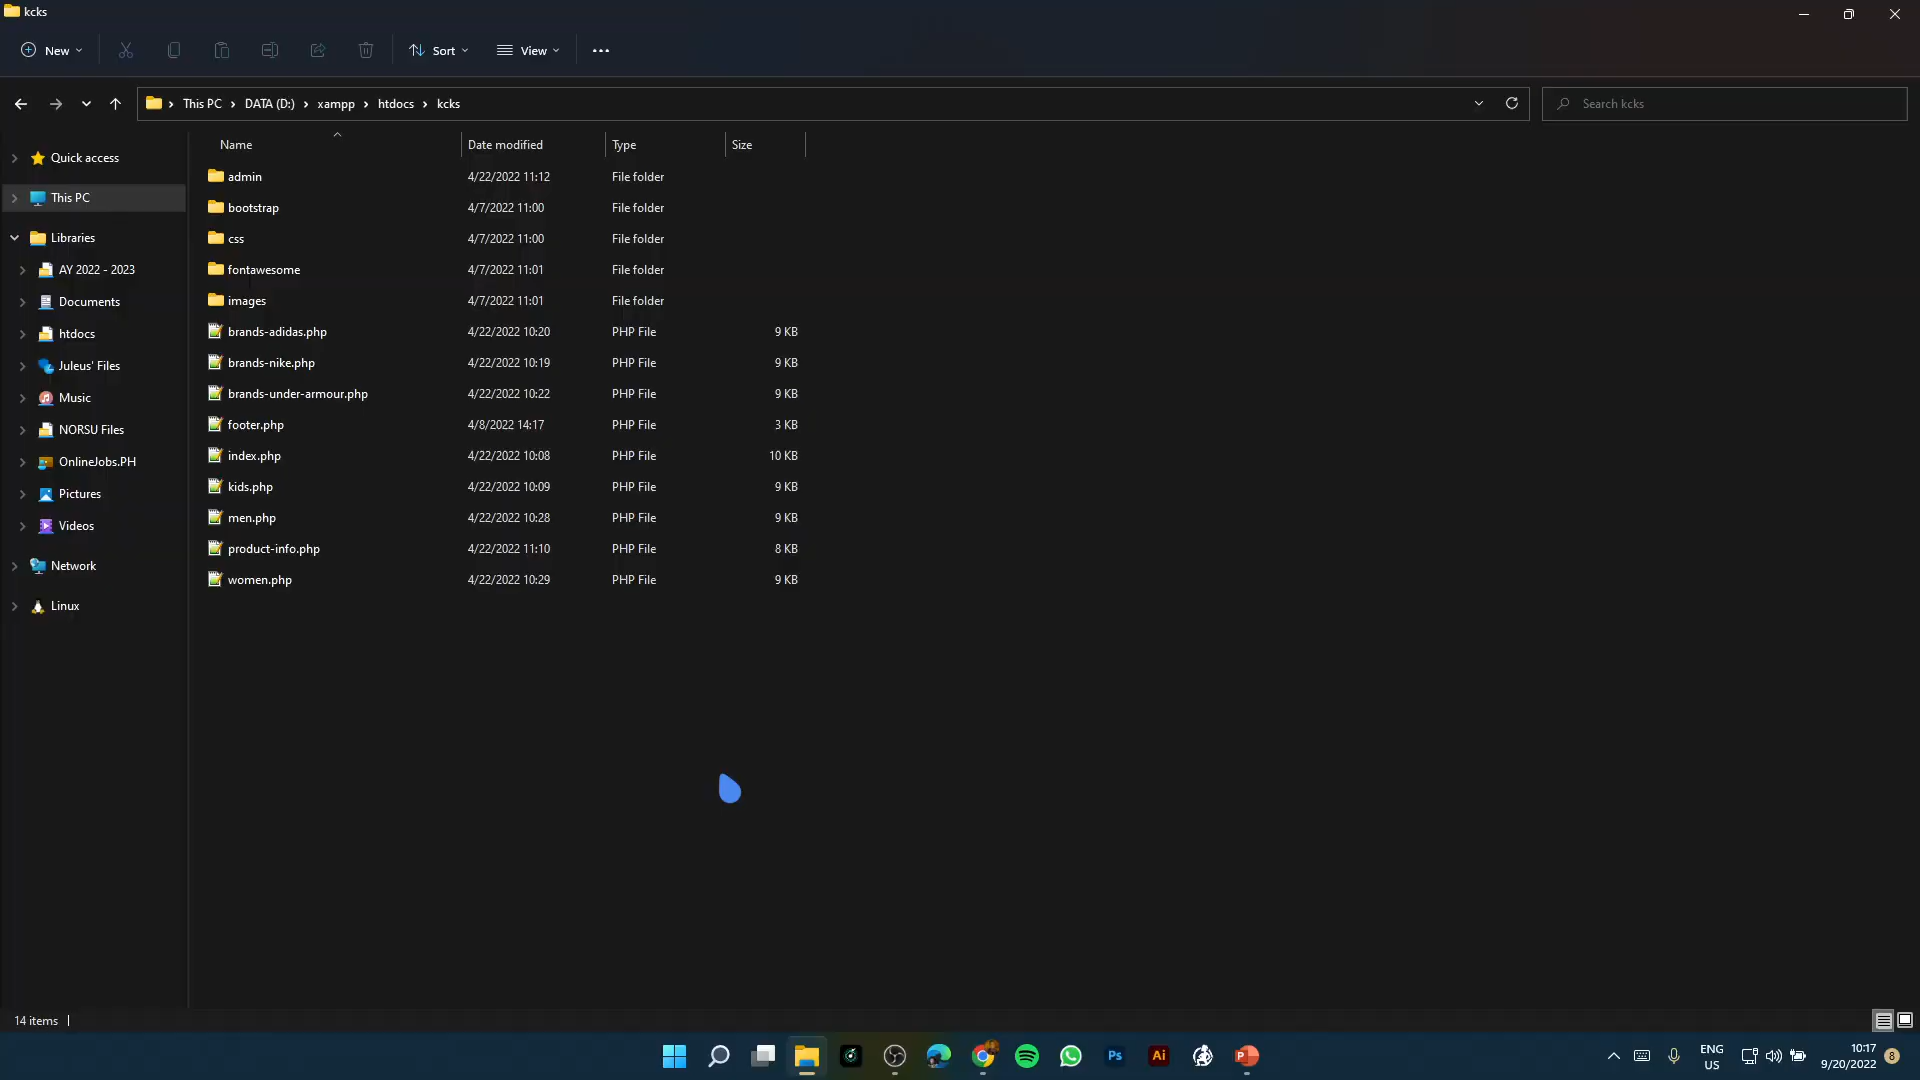 kcks
New
Sort
View
This PC > DATA (D:) > xampp > htdocs > kcks
Search kcks
Quick access
This PC
Libraries
AY 2022 - 2023
Documents
htdocs
Juleus' Files
Music
NORSU Files
OnlineJobs.PH
Pictures
Videos
Network
Linux
Name Date modified Type Size
admin 4/22/2022 11:12 File folder
bootstrap 4/7/2022 11:00 File folder
css 4/7/2022 11:00 File folder
fontawesome 4/7/2022 11:01 File folder
images 4/7/2022 11:01 File folder
brands-adidas.php 4/22/2022 10:20 PHP File 9 KB
brands-nike.php 4/22/2022 10:19 PHP File 9 KB
brands-under-armour.php 4/22/2022 10:22 PHP File 9 KB
footer.php 4/8/2022 14:17 PHP File 3 KB
index.php 4/22/2022 10:08 PHP File 10 KB
kids.php 4/22/2022 10:09 PHP File 9 KB
men.php 4/22/2022 10:28 PHP File 9 KB
product-info.php 4/22/2022 11:10 PHP File 8 KB
women.php 4/22/2022 10:29 PHP File 9 KB
14 items
Ps
Ai
P
ENG
US
10:17
9/20/2022
8